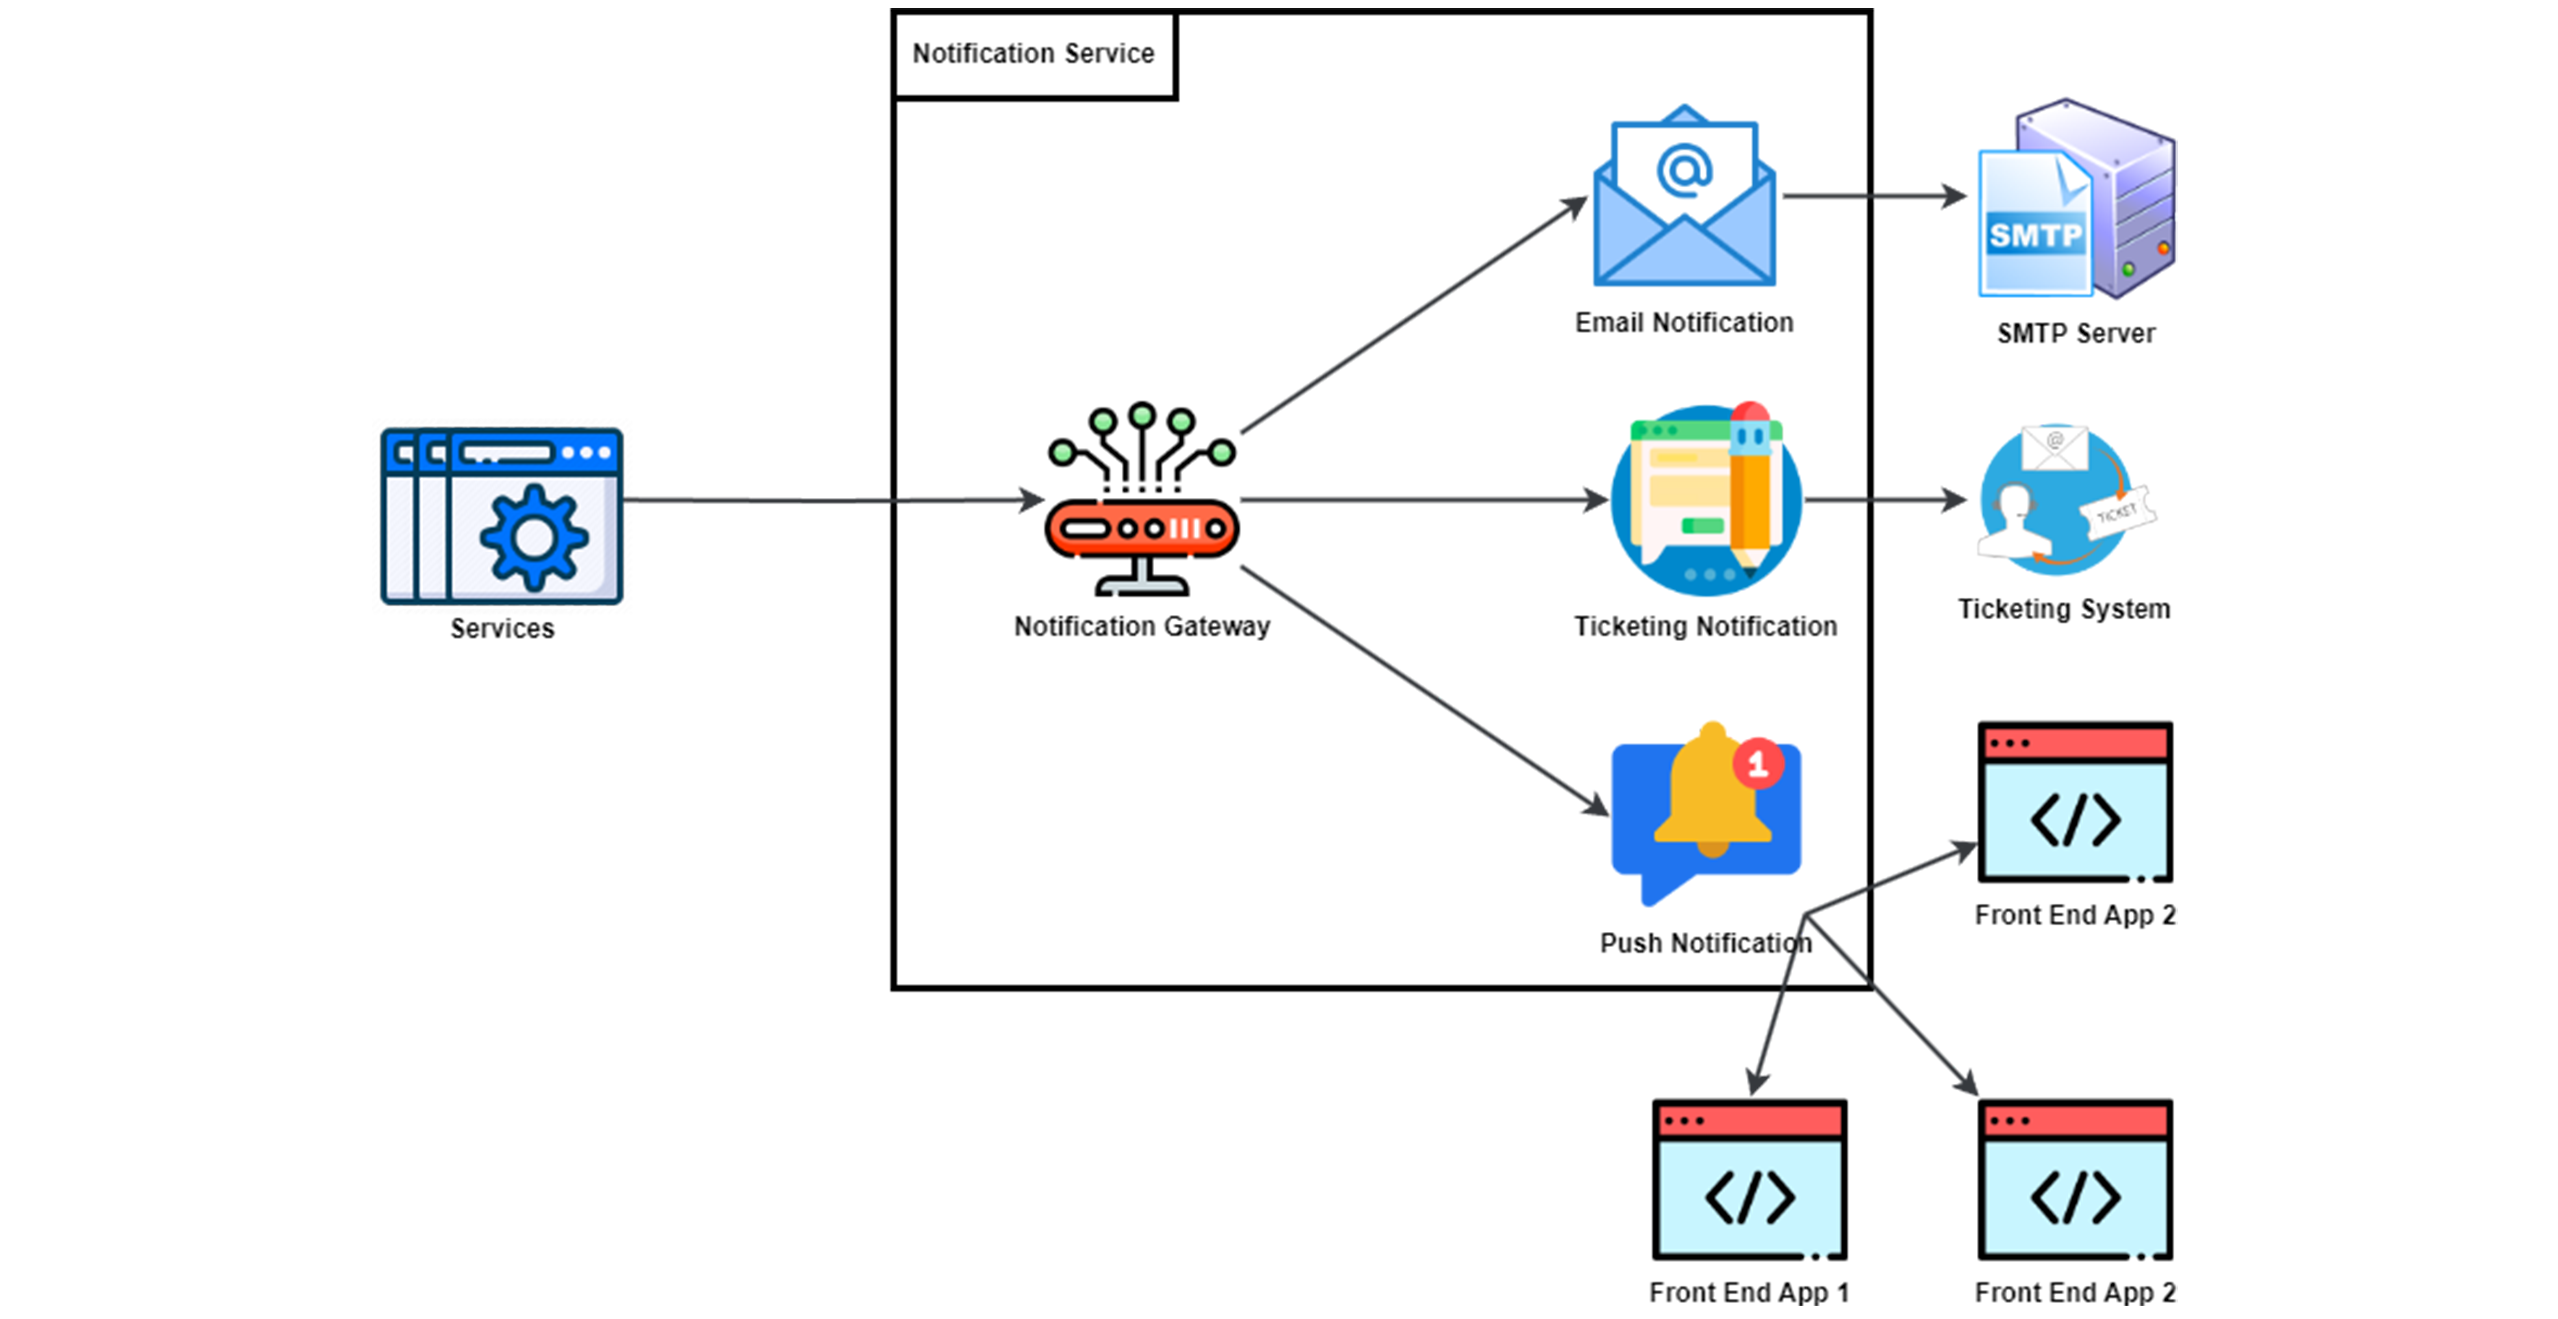 Notification Service
@
Email Notification
SMTP
SMTP Server
Services
Notification Gateway
Ticketing Notification
@
TICKET
Ticketing System
1
Push Notification
</>
Front End App 2
</>
Front End App 1
</>
Front End App 2